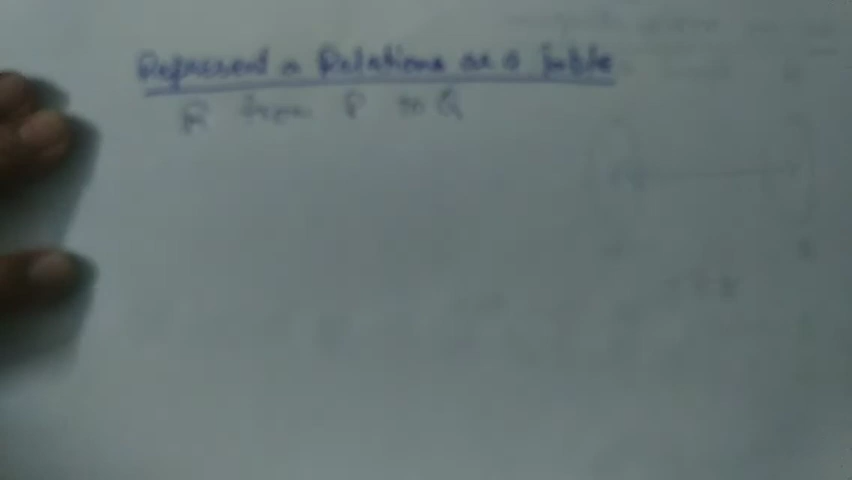 Represent a Relations as a Table
R from P to Q